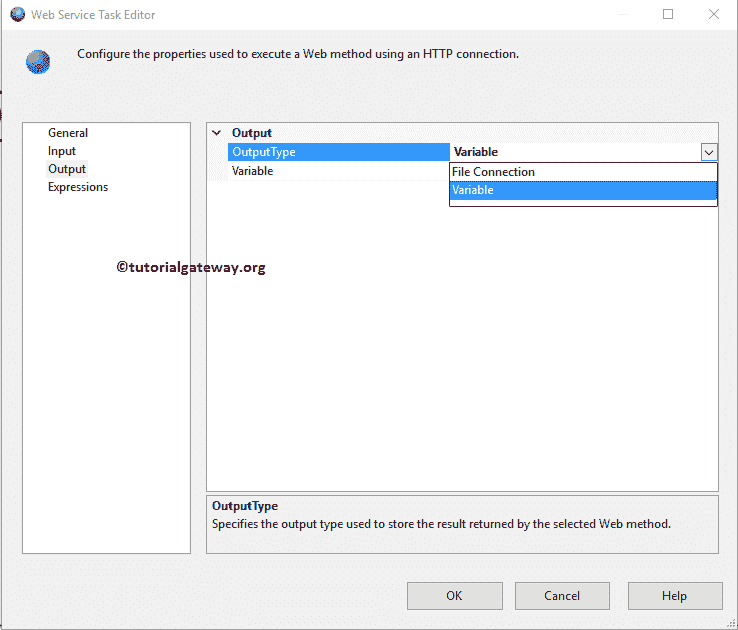 Web Service Task Editor
Configure the properties used to execute a Web method using an HTTP connection.
General
Input
Output
Expressions
Output
OutputType Variable
Variable
File Connection
Variable
©tutorialgateway.org
OutputType
Specifies the output type used to store the result returned by the selected Web method.
OK Cancel Help